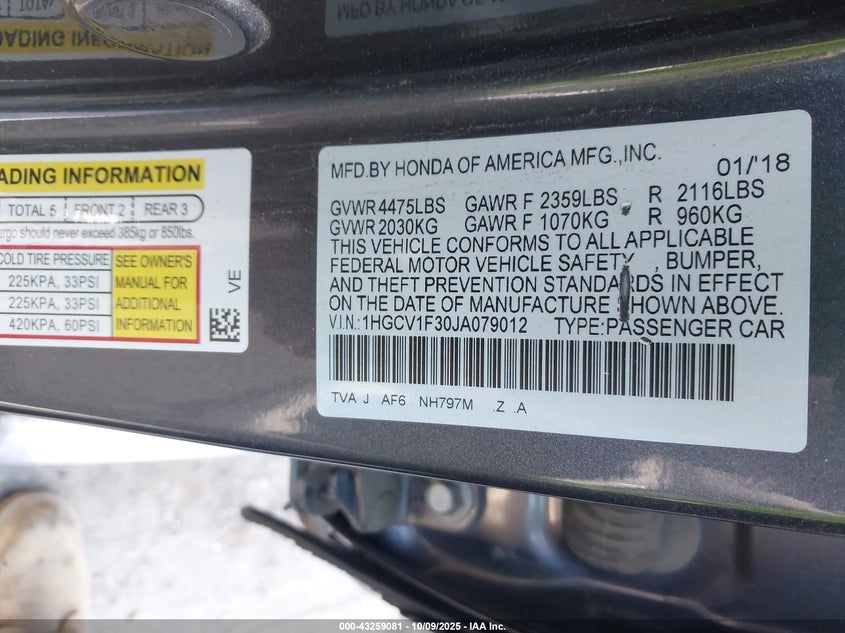 ADING INFORMATION
TOTAL 5 FRONT 2 REAR 3
argo should never exceed 385kg or 850lbs.
COLD TIRE PRESSURE
225KPA, 33PSI
225KPA, 33PSI
420KPA, 60PSI
SEE OWNER'S
MANUAL FOR
ADDITIONAL
INFORMATION
VE
MFD.BY HONDA OF AMERICA MFG.,INC. 01/'18
GVWR 4475LBS GAWR F 2359LBS R 2116LBS
GVWR 2030KG GAWR F 1070KG R 960KG
THIS VEHICLE CONFORMS TO ALL APPLICABLE
FEDERAL MOTOR VEHICLE SAFETY , BUMPER,
AND THEFT PREVENTION STANDARDS IN EFFECT
ON THE DATE OF MANUFACTURE SHOWN ABOVE.
V.I.N.:1HGCV1F30JA079012 TYPE:PASSENGER CAR
TVA J AF6 NH797M .Z .A
000-43259081 - 10/09/2025 - IAA Inc.